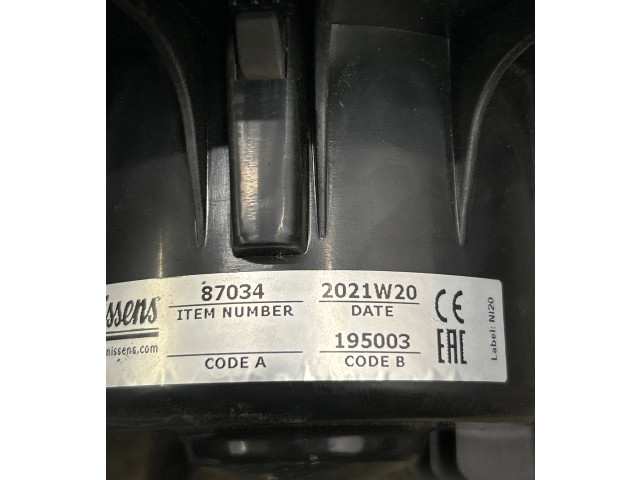 issens
nissens.com
87034
ITEM NUMBER
2021W20
DATE
CODE A
195003
CODE B
CE
EAC
Label: NI20